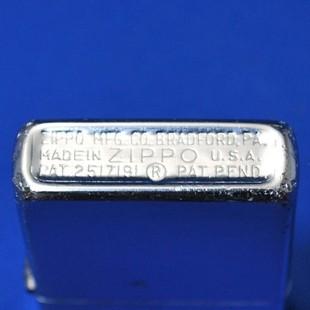 ZIPPO MFG. CO. BRADFORD, PA.
MADE IN ZIPPO U.S.A.
PAT. 2517191 ® PAT. PEND.